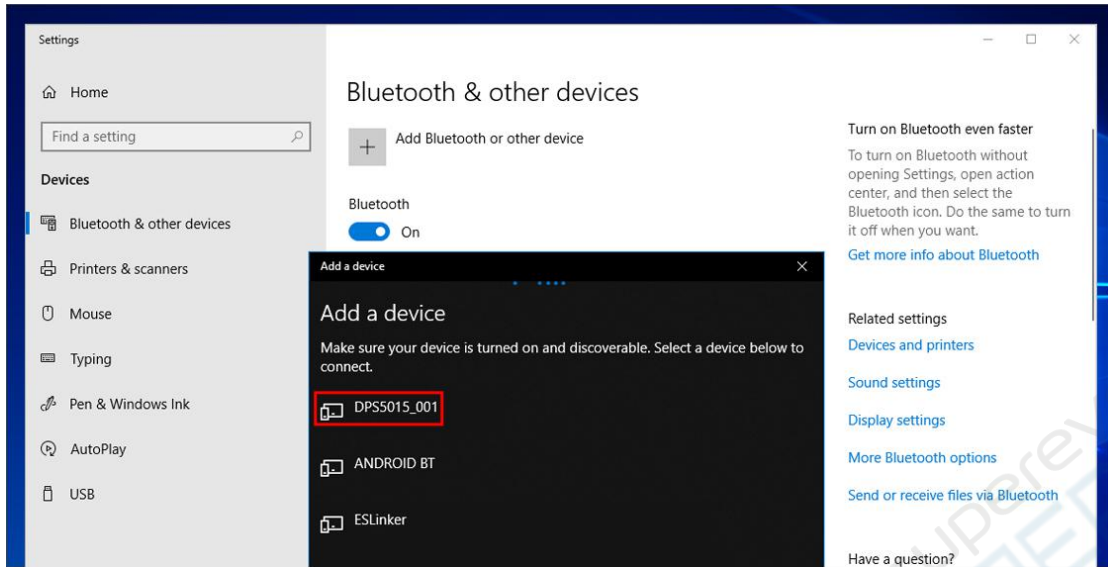 Settings
Home
Find a setting
Devices
Bluetooth & other devices
Printers & scanners
Mouse
Typing
Pen & Windows Ink
AutoPlay
USB
Bluetooth & other devices
Add Bluetooth or other device
Bluetooth
On
Add a device
Add a device
Make sure your device is turned on and discoverable. Select a device below to
connect.
DPS5015_001
ANDROID BT
ESLinker
Turn on Bluetooth even faster
To turn on Bluetooth without
opening Settings, open action
center, and then select the
Bluetooth icon. Do the same to turn
it off when you want.
Get more info about Bluetooth
Related settings
Devices and printers
Sound settings
Display settings
More Bluetooth options
Send or receive files via Bluetooth
Have a question?